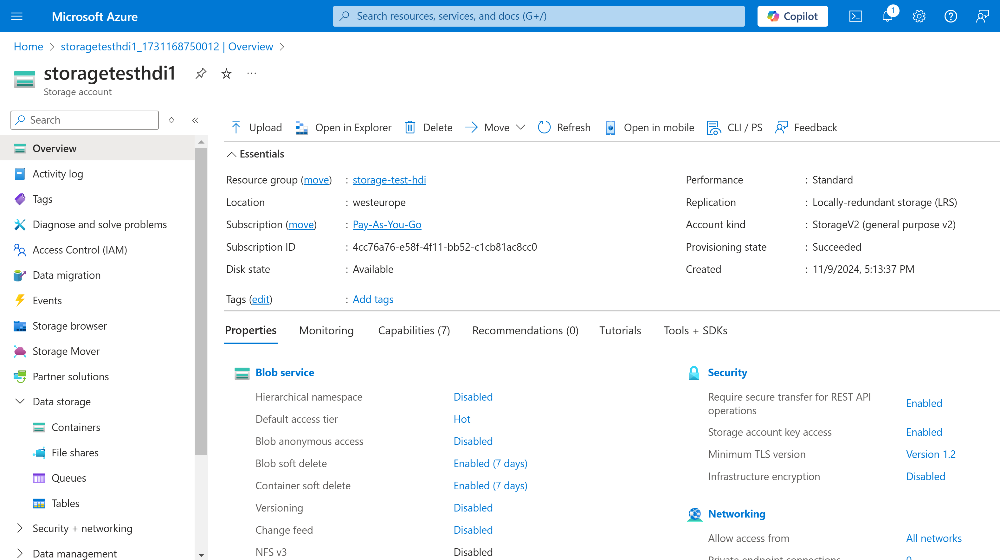 Microsoft Azure
Search resources, services, and docs (G+/)
Copilot
1
Home > storagetesthdi1_1731168750012 | Overview >
storagetesthdi1
Storage account
Search
Overview
Activity log
Tags
Diagnose and solve problems
Access Control (IAM)
Data migration
Events
Storage browser
Storage Mover
Partner solutions
Data storage
Containers
File shares
Queues
Tables
Security + networking
Data management
Upload Open in Explorer Delete Move Refresh Open in mobile CLI / PS Feedback
Essentials
Resource group (move) : storage-test-hdi
Location : westeurope
Subscription (move) : Pay-As-You-Go
Subscription ID : 4cc76a76-e58f-4f11-bb52-c1cb81ac8cc0
Disk state : Available
Tags (edit) : Add tags
Performance : Standard
Replication : Locally-redundant storage (LRS)
Account kind : StorageV2 (general purpose v2)
Provisioning state : Succeeded
Created : 11/9/2024, 5:13:37 PM
Properties Monitoring Capabilities (7) Recommendations (0) Tutorials Tools + SDKs
Blob service
Hierarchical namespace Disabled
Default access tier Hot
Blob anonymous access Disabled
Blob soft delete Enabled (7 days)
Container soft delete Enabled (7 days)
Versioning Disabled
Change feed Disabled
NFS v3 Disabled
Security
Require secure transfer for REST API
operations Enabled
Storage account key access Enabled
Minimum TLS version Version 1.2
Infrastructure encryption Disabled
Networking
Allow access from All networks
Private endpoint connections 0